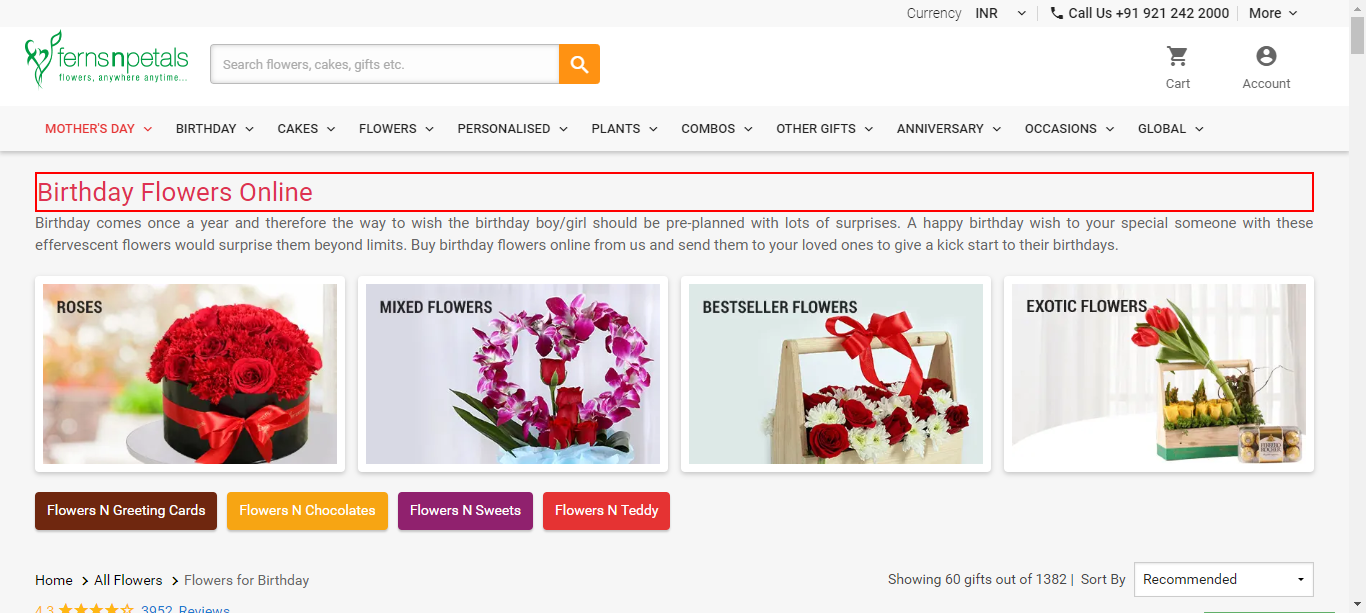 Currency INR Call Us +91 921 242 2000 More
fernsnpetals
flowers, anywhere anytime...
Search flowers, cakes, gifts etc.
Cart Account
MOTHER'S DAY BIRTHDAY CAKES FLOWERS PERSONALISED PLANTS COMBOS OTHER GIFTS ANNIVERSARY OCCASIONS GLOBAL
Birthday Flowers Online
Birthday comes once a year and therefore the way to wish the birthday boy/girl should be pre-planned with lots of surprises. A happy birthday wish to your special someone with these
effervescent flowers would surprise them beyond limits. Buy birthday flowers online from us and send them to your loved ones to give a kick start to their birthdays.
ROSES MIXED FLOWERS BESTSELLER FLOWERS EXOTIC FLOWERS
FERRERO
ROCHER
Flowers N Greeting Cards Flowers N Chocolates Flowers N Sweets Flowers N Teddy
Home > All Flowers > Flowers for Birthday Showing 60 gifts out of 1382 | Sort By Recommended
4.3 3952 Reviews